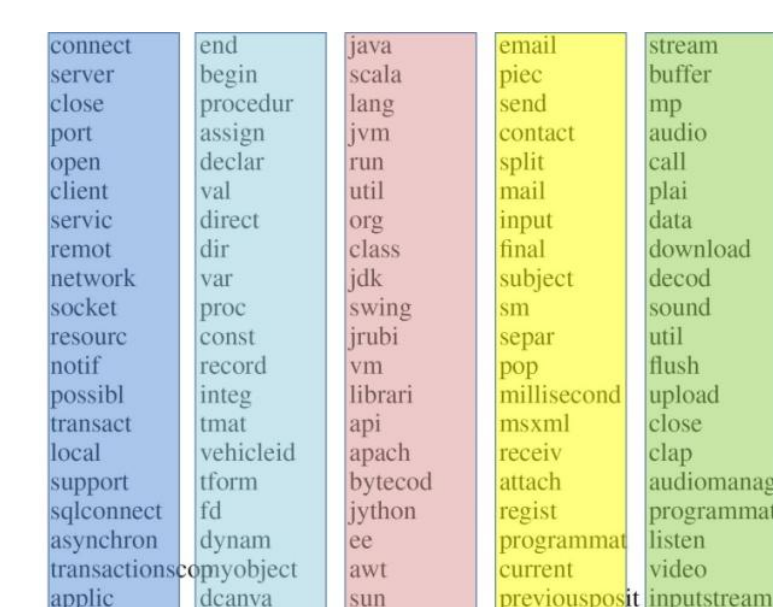 connect end java email stream
server begin scala piec buffer
close procedur lang send mp
port assign jvm contact audio
open declar run split call
client val util mail plai
servic direct org input data
remot dir class final download
network var jdk subject decod
socket proc swing sm sound
resourc const jrubi separ util
notif record vm pop flush
possibl integ librari millisecond upload
transact tmat api msxml close
local vehicleid apach receiv clap
support tform bytecod attach audiomanag
sqlconnect fd jython regist programmat
asynchron dynam ee programmat listen
transactionscopmyobject awt current video
applic dcanva sun previousposit inputstream